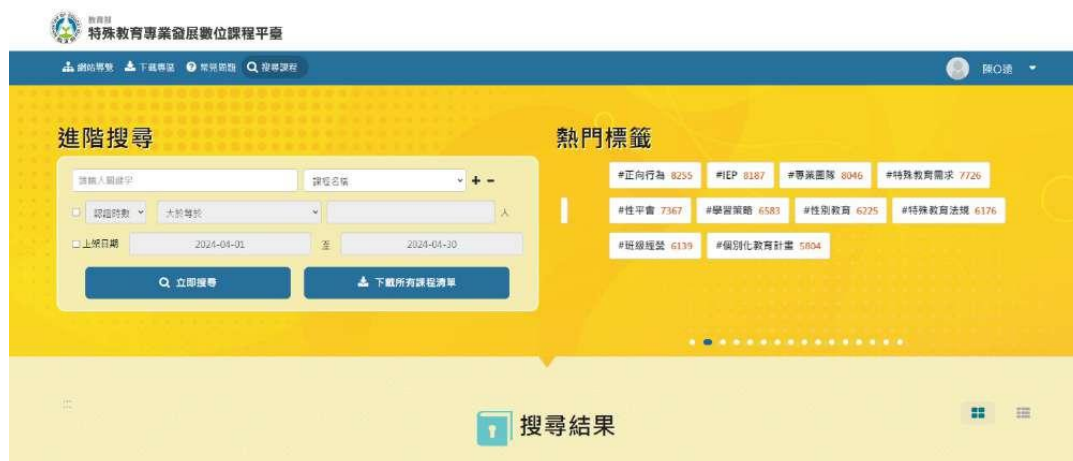 教育部
特殊教育專業發展數位課程平臺
網站導覽 下載專區 常見問題 搜尋課程
陳O遠
進階搜尋
請輸入關鍵字 課程名稱
認證時數 大於等於 人
上架日期 2024-04-01 至 2024-04-30
立即搜尋 下載所有課程清單
熱門標籤
#正向行為 8255 #IEP 8187 #專業團隊 8046 #特殊教育需求 7726
#性平會 7367 #學習策略 6583 #性別教育 6225 #特殊教育法規 6176
#班級經營 6139 #個別化教育計畫 5804
搜尋結果